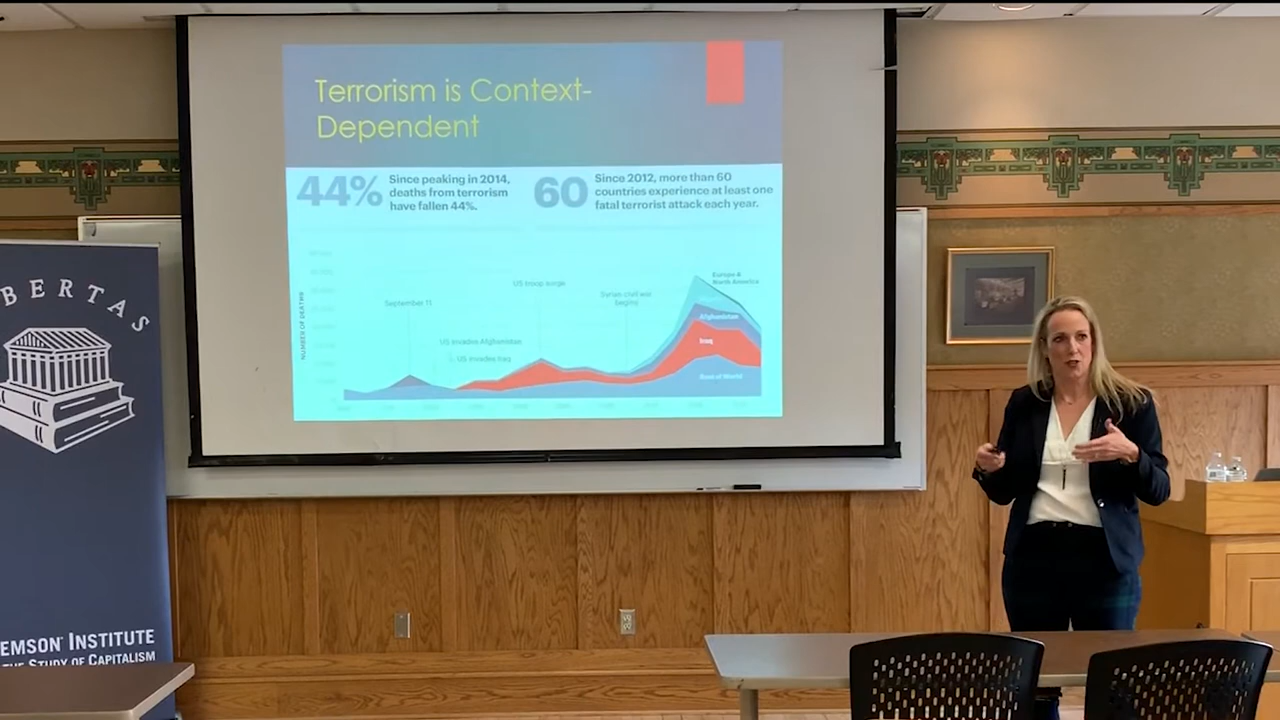 Terrorism is Context-
Dependent
44%
Since peaking in 2014,
deaths from terrorism
have fallen 44%.
60
Since 2012, more than 60
countries experience at least one
fatal terrorist attack each year.
NUMBER OF DEATHS
September 11
US invades Afghanistan
US invades Iraq
US troop surge
Syrian civil war
begins
Europe &
North America
Afghanistan
Iraq
Rest of World
BERTAS
EMSON INSTITUTE
STUDY OF CAPITALISM